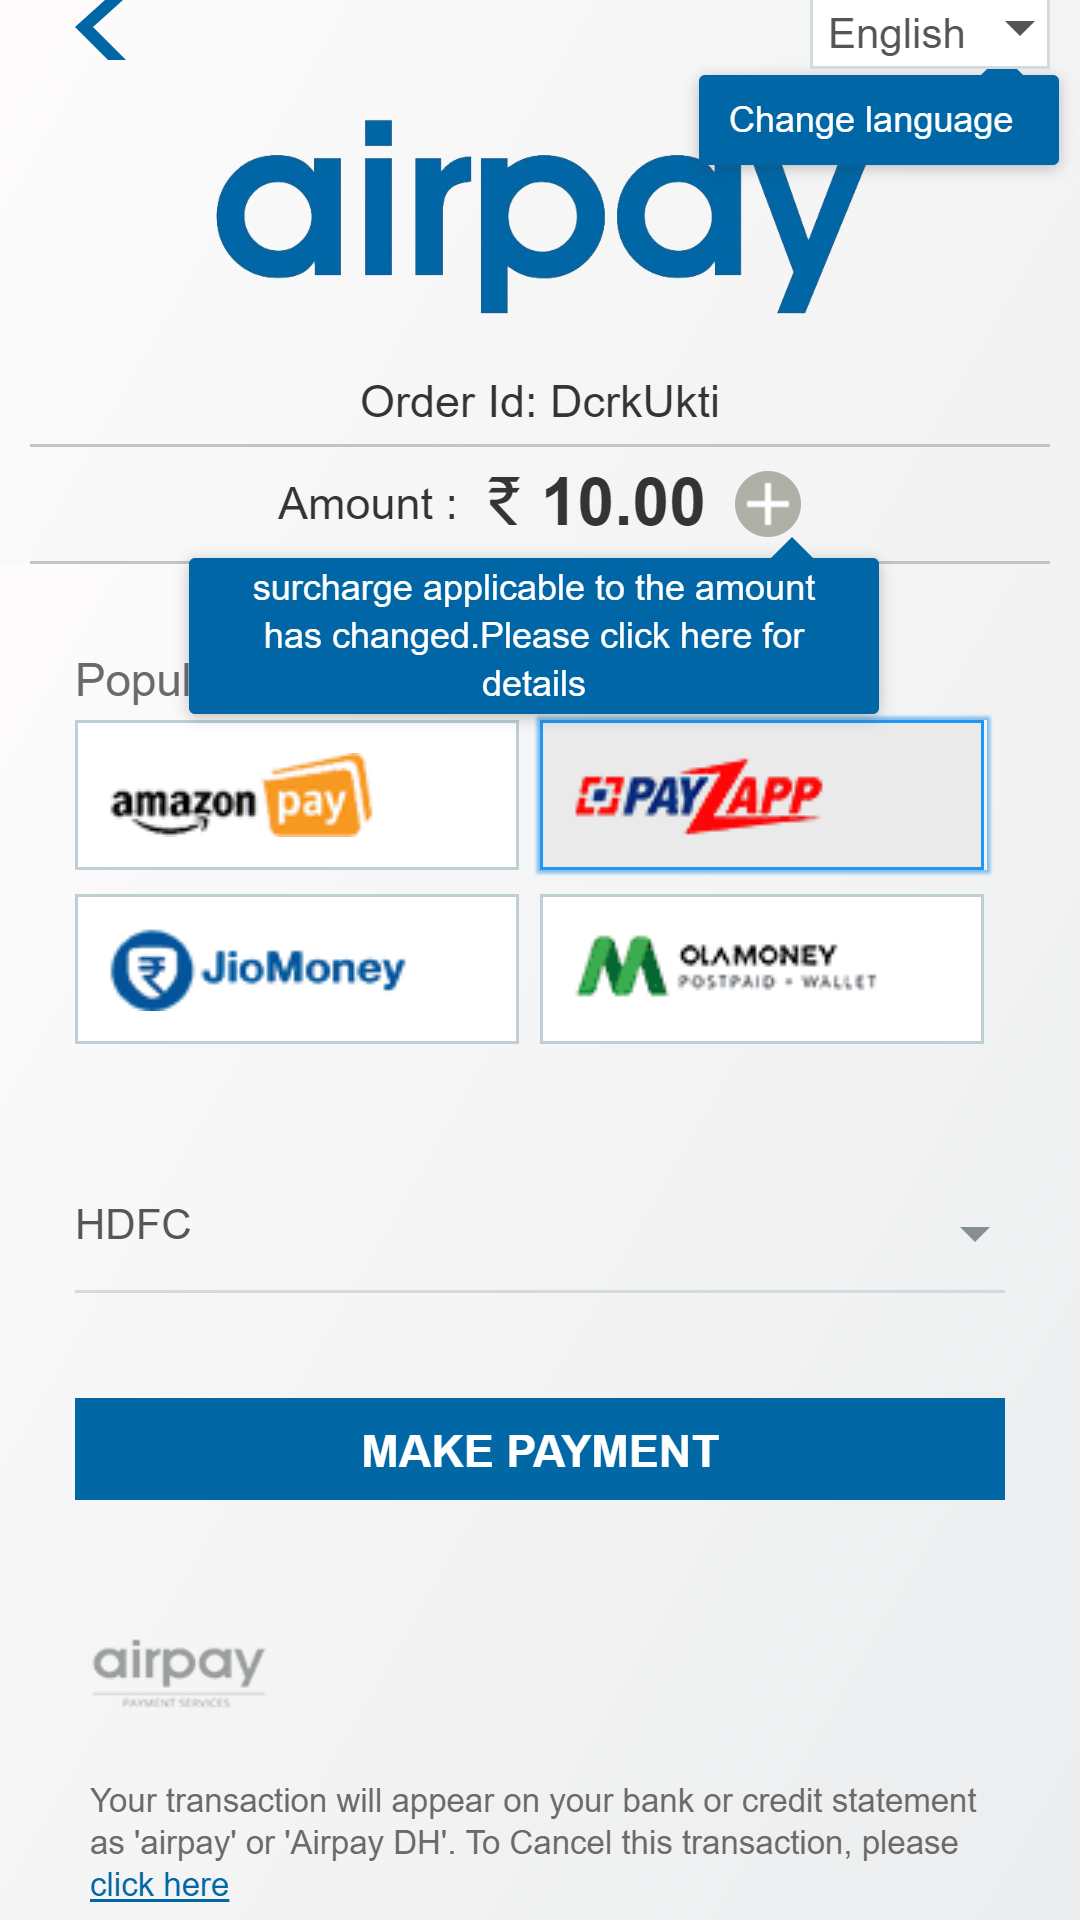 English
Change language
airpay
Order Id: DcrkUkti
Amount : ₹ 10.00
surcharge applicable to the amount
has changed.Please click here for
details
Popul
amazon pay
PAYZAPP
JioMoney
OLAMONEY
POSTPAID + WALLET
HDFC
MAKE PAYMENT
airpay
PAYMENT SERVICES
Your transaction will appear on your bank or credit statement
as 'airpay' or 'Airpay DH'. To Cancel this transaction, please
click here